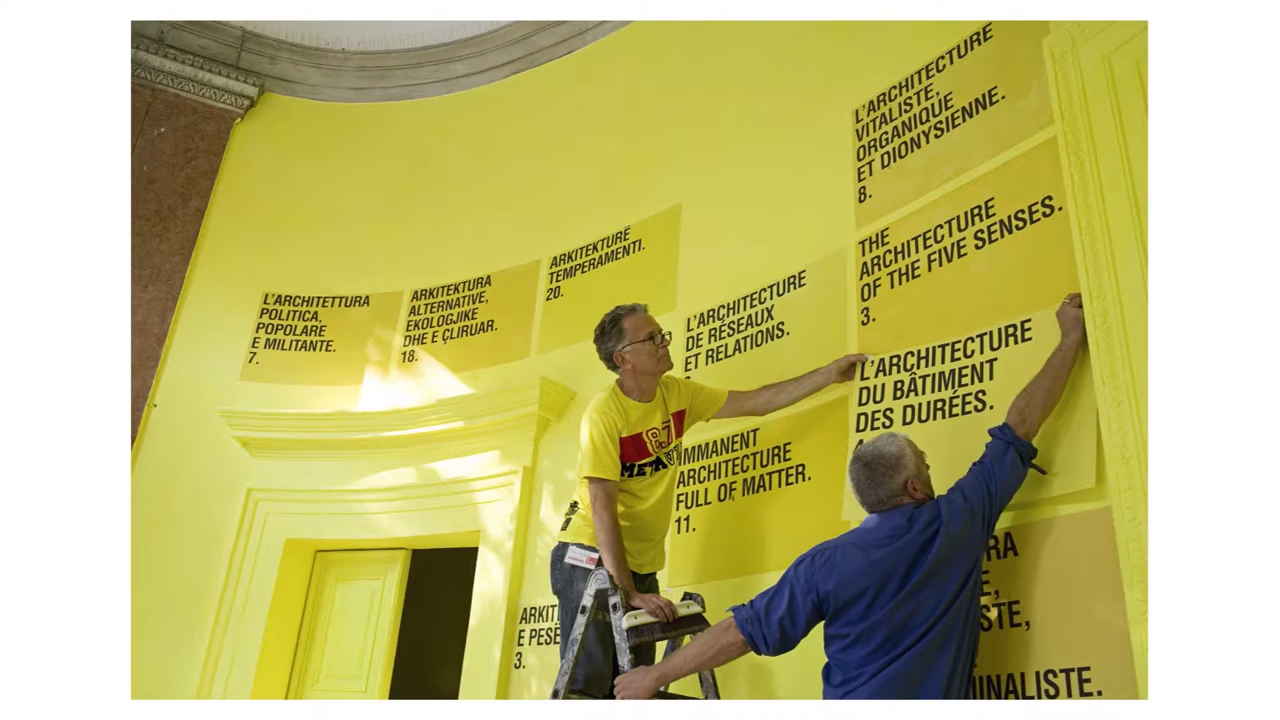 L'ARCHITETTURA
POLITICA,
POPOLARE
E MILITANTE.
7.
ARKITEKTURA
ALTERNATIVE,
EKOLOGJIKE
DHE E ÇLIRUAR.
18.
ARKITEKTURË
TEMPERAMENTI.
20.
L'ARCHITECTURE
DE RÉSEAUX
ET RELATIONS.
L'ARCHITECTURE
VITALISTE,
ORGANIQUE
ET DIONYSIENNE.
8.
THE
ARCHITECTURE
OF THE FIVE SENSES.
3.
L'ARCHITECTURE
DU BÂTIMENT
DES DURÉES.
IMMANENT
ARCHITECTURE
FULL OF MATTER.
11.
87
ARKIT
E PESË
3.
RA
E,
STE,